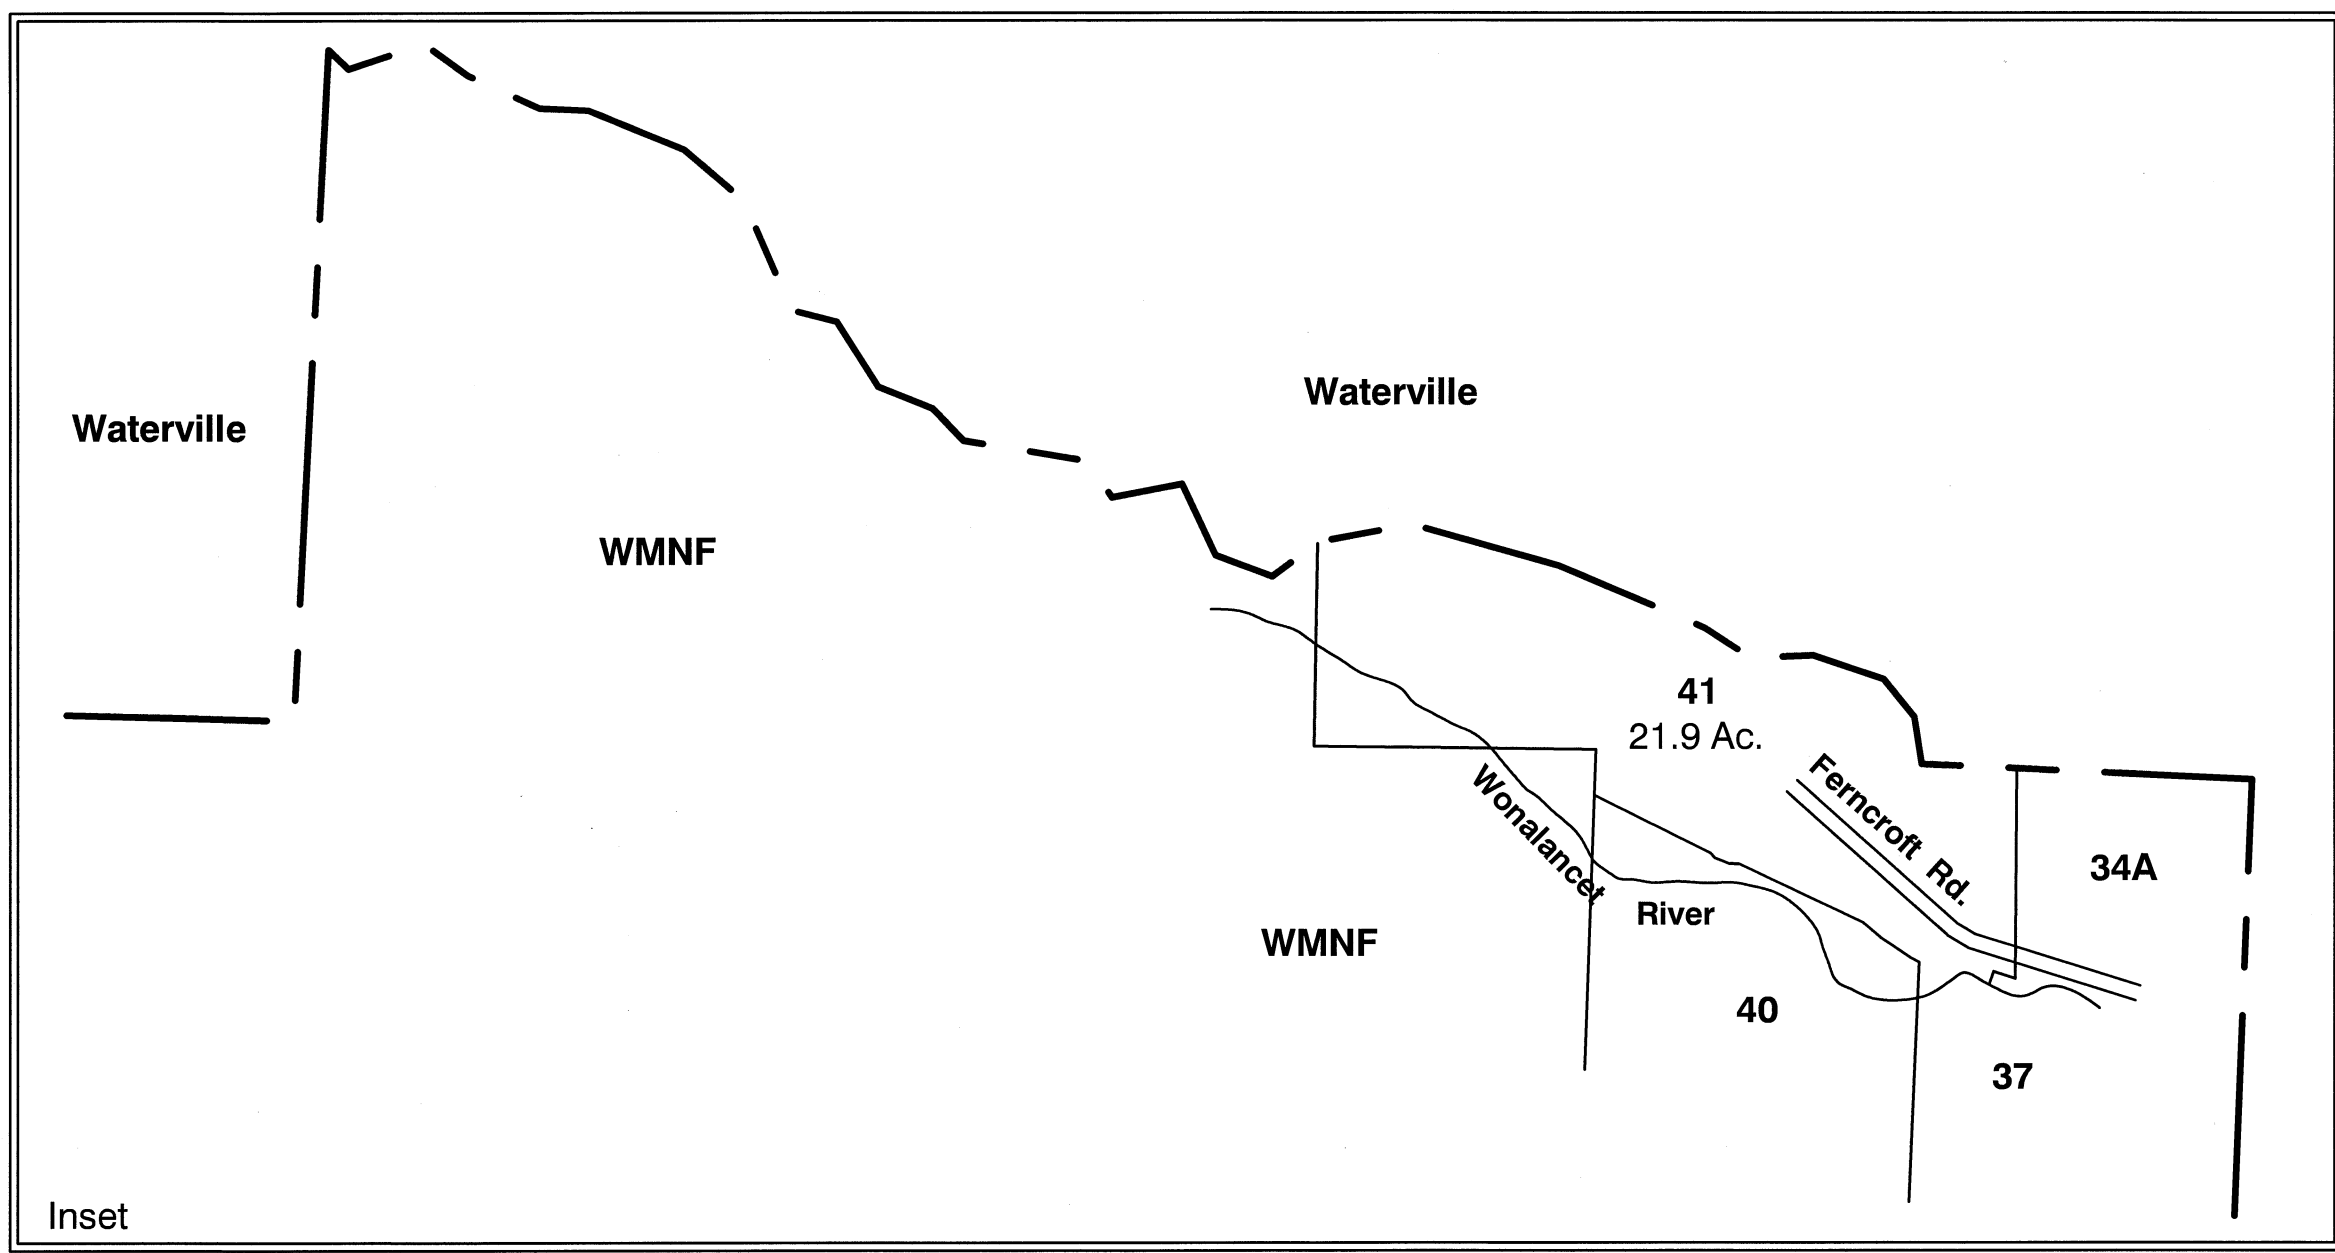 Waterville
Waterville
WMNF
41
21.9 Ac.
Ferncroft Rd.
Wonalancet
River
34A
WMNF
40
37
Inset